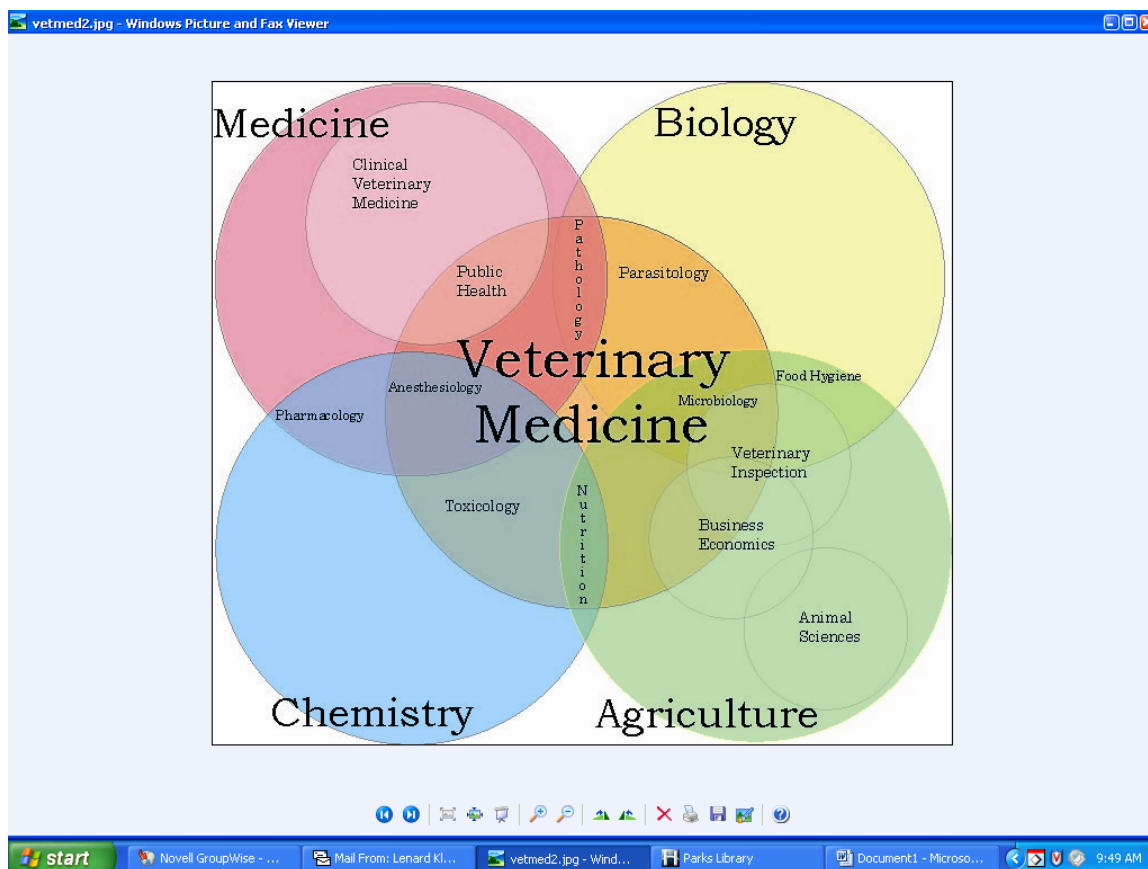 vetmed2.jpg - Windows Picture and Fax Viewer
Medicine
Biology
Clinical
Veterinary
Medicine
Public
Health
Pathology
Parasitology
Veterinary
Medicine
Anesthesiology
Pharmacology
Food Hygiene
Microbiology
Veterinary
Inspection
Toxicology
Nutrition
Business
Economics
Animal
Sciences
Chemistry
Agriculture
start
Novell GroupWise - ...
Mail From: Lenard Kl...
vetmed2.jpg - Wind...
Parks Library
Document1 - Microso...
9:49 AM